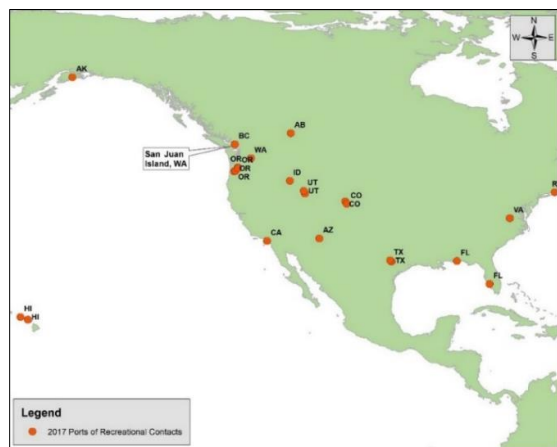 N
W E
S
AK
AB
BC
San Juan
Island, WA
WA
OR
OR
OR
OR
ID
UT
UT
CO
CO
R
VA
CA
AZ
TX
TX
FL
FL
HI
HI
Legend
2017 Ports of Recreational Contacts